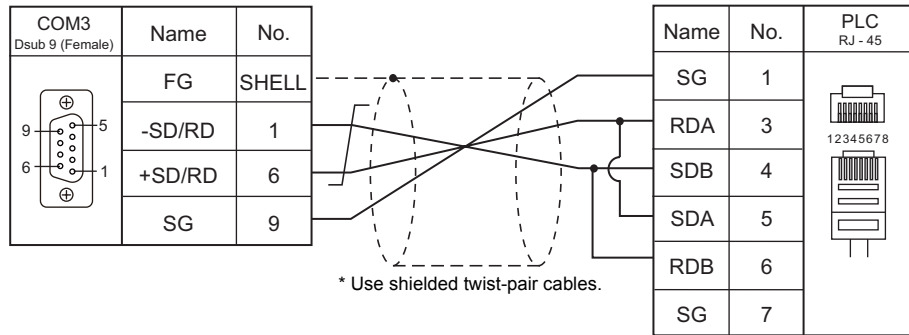 COM3
Dsub 9 (Female)
Name
No.
FG
SHELL
-SD/RD
1
+SD/RD
6
SG
9
9
5
6
1
* Use shielded twist-pair cables.
Name
No.
PLC
RJ - 45
SG
1
RDA
3
SDB
4
SDA
5
RDB
6
SG
7
12345678